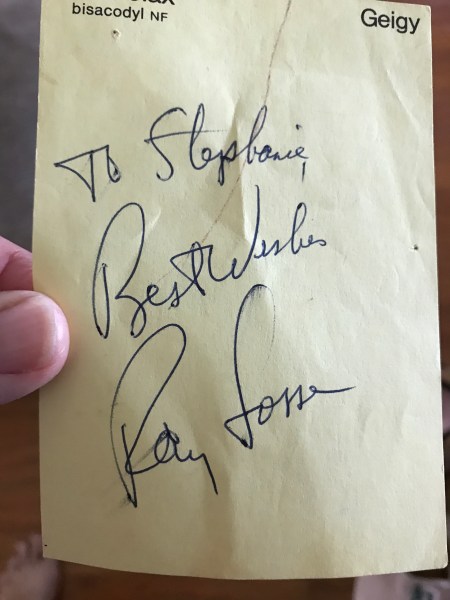 bisacodyl NF
Geigy
To Stephanie,
Best Wishes
Ray Fosse